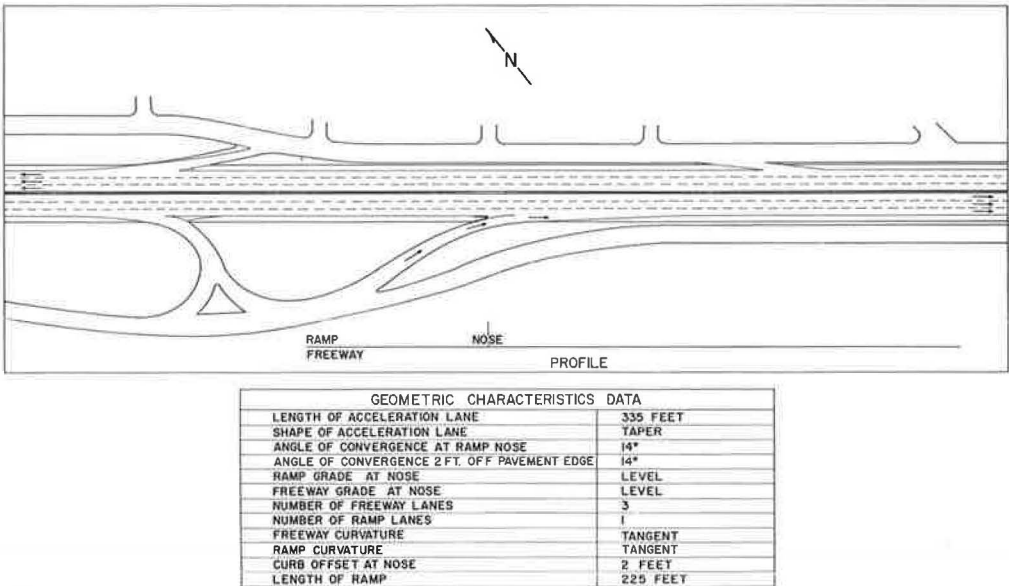 N
RAMP NOSE
FREEWAY
PROFILE
GEOMETRIC CHARACTERISTICS DATA
LENGTH OF ACCELERATION LANE 335 FEET
SHAPE OF ACCELERATION LANE TAPER
ANGLE OF CONVERGENCE AT RAMP NOSE 14°
ANGLE OF CONVERGENCE 2 FT. OFF PAVEMENT EDGE 14°
RAMP GRADE AT NOSE LEVEL
FREEWAY GRADE AT NOSE LEVEL
NUMBER OF FREEWAY LANES 3
NUMBER OF RAMP LANES 1
FREEWAY CURVATURE TANGENT
RAMP CURVATURE TANGENT
CURB OFFSET AT NOSE 2 FEET
LENGTH OF RAMP 225 FEET